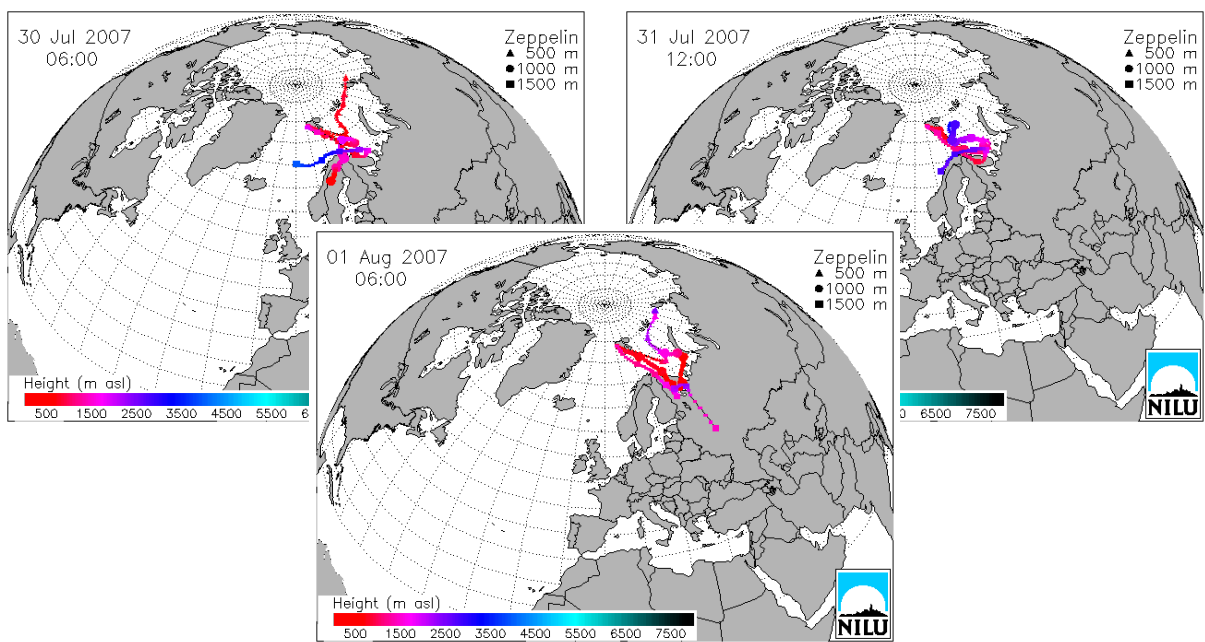 30 Jul 2007
06:00
Zeppelin
▲ 500 m
● 1000 m
■ 1500 m
Height (m asl)
500 1500 2500 3500 4500 5500 6
31 Jul 2007
12:00
Zeppelin
▲ 500 m
● 1000 m
■ 1500 m
0 6500 7500
NILU
01 Aug 2007
06:00
Zeppelin
▲ 500 m
● 1000 m
■ 1500 m
Height (m asl)
500 1500 2500 3500 4500 5500 6500 7500
NILU